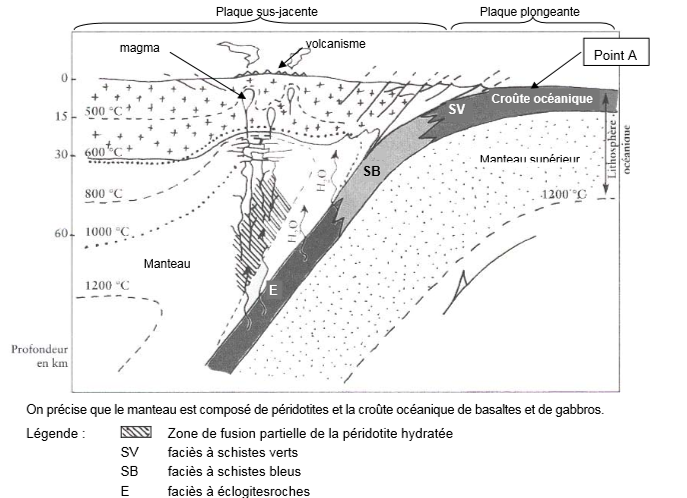 Plaque sus-jacente
Plaque plongeante
magma
volcanisme
Point A
0
Croûte océanique
SV
500 °C
15
600 °C
30
SB
Manteau supérieur
Lithosphère
océanique
800 °C
H₂O
1200 °C
1000 °C
H₂O
60
Manteau
1200 °C
E
Profondeur
en km
On précise que le manteau est composé de péridotites et la croûte océanique de basaltes et de gabbros.
Légende :
Zone de fusion partielle de la péridotite hydratée
SV faciès à schistes verts
SB faciès à schistes bleus
E faciès à éclogitesroches